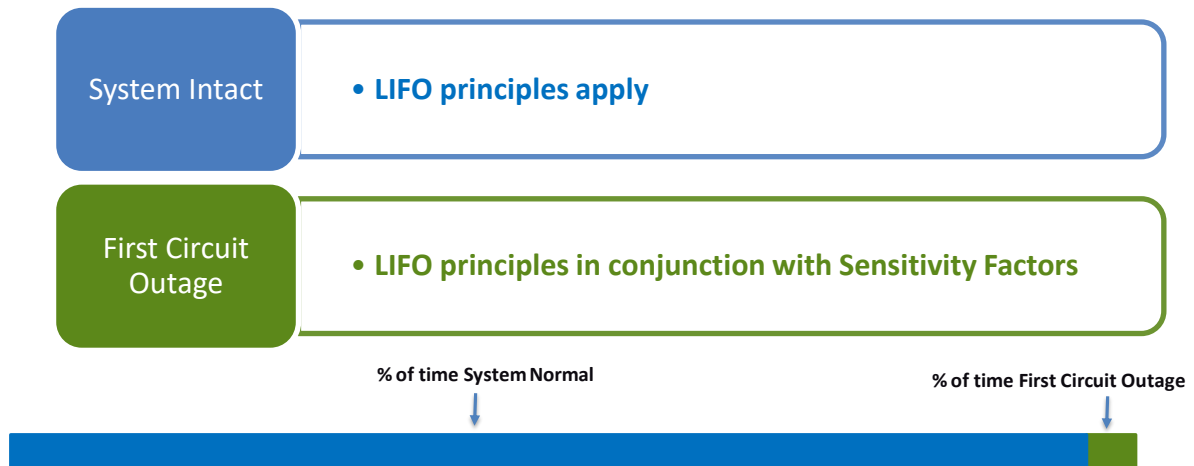 System Intact
• LIFO principles apply
First Circuit
Outage
• LIFO principles in conjunction with Sensitivity Factors
% of time System Normal
% of time First Circuit Outage